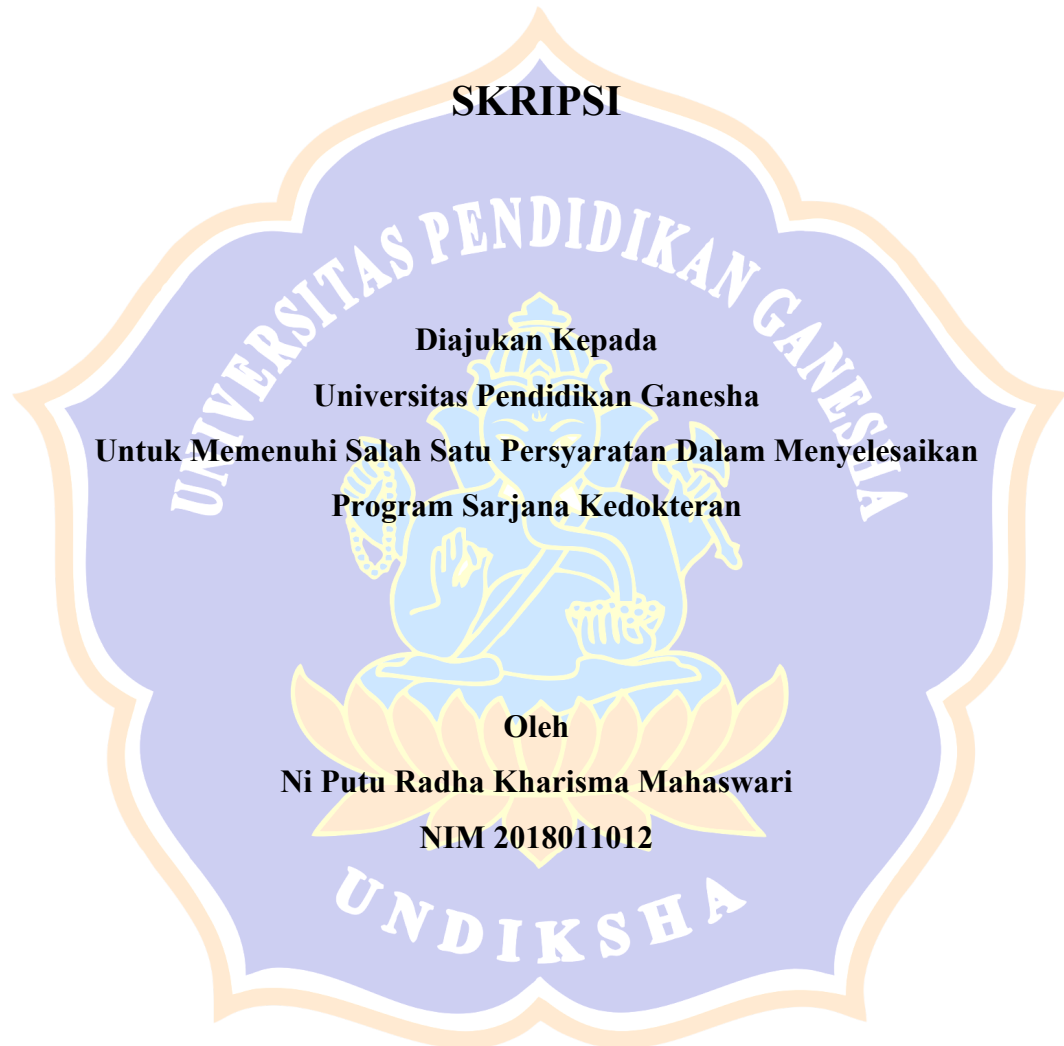 SKRIPSI
UNIVERSITAS PENDIDIKAN GANESHA
Diajukan Kepada
Universitas Pendidikan Ganesha
Untuk Memenuhi Salah Satu Persyaratan Dalam Menyelesaikan
Program Sarjana Kedokteran
Oleh
Ni Putu Radha Kharisma Mahaswari
NIM 2018011012
UNDIKSHA